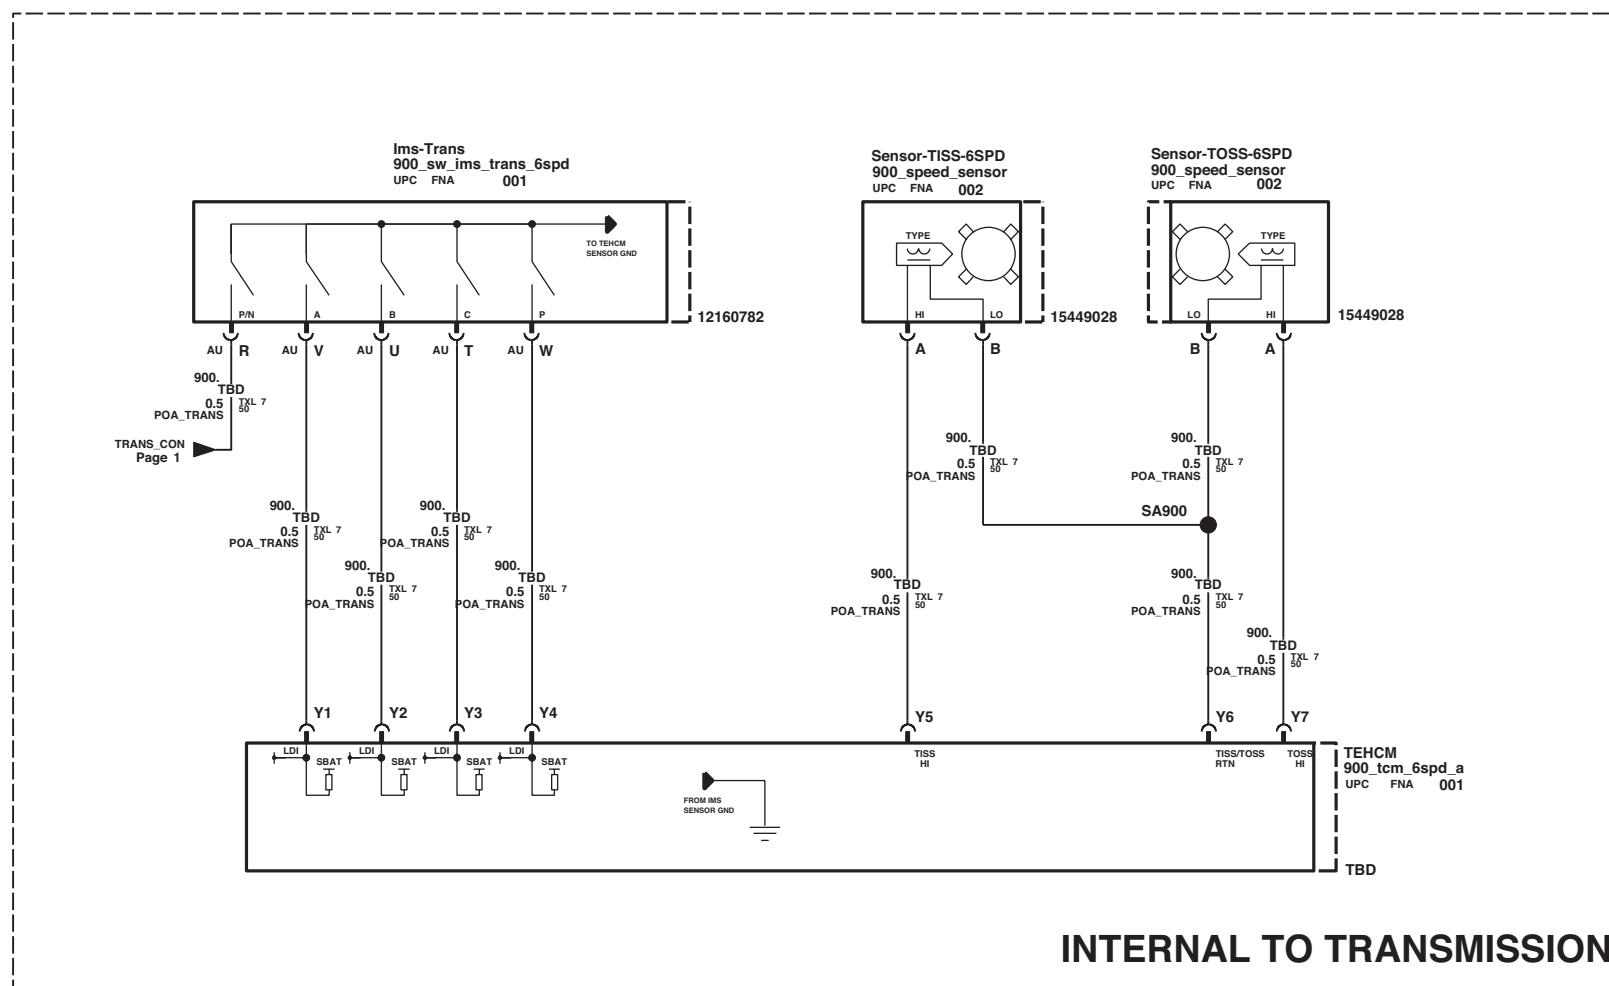 Ims-Trans
900_sw_ims_trans_6spd
UPC FNA 001
TO TEHCM
SENSOR GND
P/N A B C P
12160782
AU R AU V AU U AU T AU W
Sensor-TISS-6SPD
900_speed_sensor
UPC FNA 002
TYPE
HI LO
15449028
A B
Sensor-TOSS-6SPD
900_speed_sensor
UPC FNA 002
TYPE
LO HI
15449028
B A
900.
TBD
0.5 TXL 7
50
POA_TRANS
TRANS_CON
Page 1
900.
TBD
0.5 TXL 7
50
POA_TRANS
900.
TBD
0.5 TXL 7
50
POA_TRANS
900.
TBD
0.5 TXL 7
50
POA_TRANS
900.
TBD
0.5 TXL 7
50
POA_TRANS
900.
TBD
0.5 TXL 7
50
POA_TRANS
900.
TBD
0.5 TXL 7
50
POA_TRANS
SA900
900.
TBD
0.5 TXL 7
50
POA_TRANS
900.
TBD
0.5 TXL 7
50
POA_TRANS
900.
TBD
0.5 TXL 7
50
POA_TRANS
Y1 Y2 Y3 Y4 Y5 Y6 Y7
LDI LDI LDI LDI
SBAT SBAT SBAT SBAT
TISS
HI
TISS/TOSS
RTN
TOSS
HI
FROM IMS
SENSOR GND
TEHCM
900_tcm_6spd_a
UPC FNA 001
TBD
INTERNAL TO TRANSMISSION